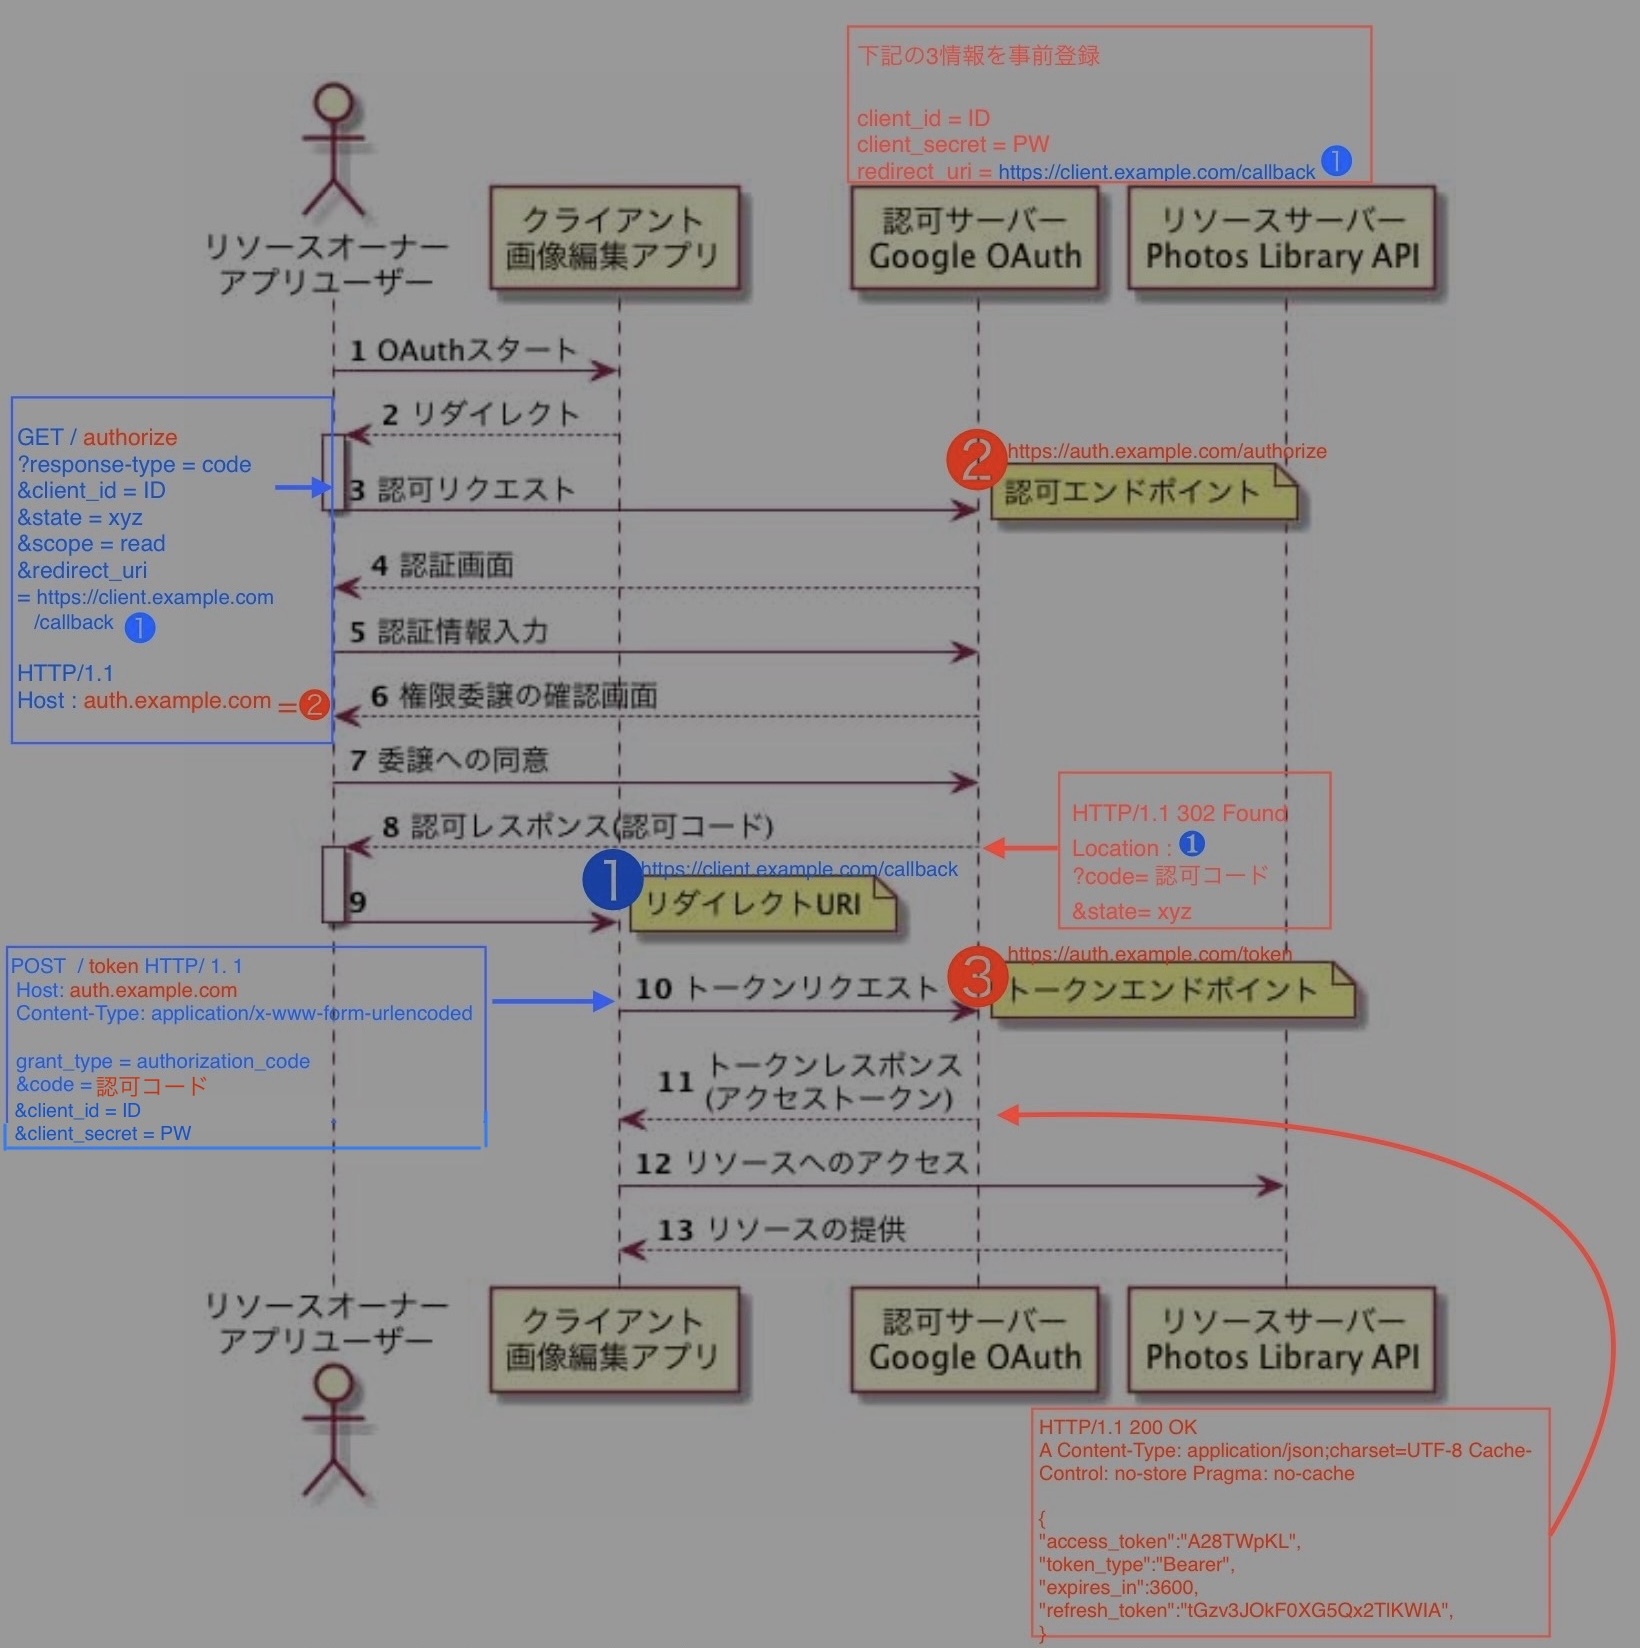 下記の3情報を事前登録
client_id = ID
client_secret = PW
redirect_uri = https://client.example.com/callback ❶
リソースオーナー
アプリユーザー
クライアント
画像編集アプリ
認可サーバー
Google OAuth
リソースサーバー
Photos Library API
1 OAuthスタート
2 リダイレクト
GET / authorize
?response-type = code
&client_id = ID
&state = xyz
&scope = read
&redirect_uri
= https://client.example.com
/callback ❶
HTTP/1.1
Host : auth.example.com =❷
❷ https://auth.example.com/authorize
認可エンドポイント
3 認可リクエスト
4 認証画面
5 認証情報入力
6 権限委譲の確認画面
7 委譲への同意
8 認可レスポンス(認可コード)
HTTP/1.1 302 Found
Location : ❶
?code= 認可コード
&state= xyz
❶ https://client.example.com/callback
リダイレクトURI
9
POST / token HTTP/ 1. 1
Host: auth.example.com
Content-Type: application/x-www-form-urlencoded
grant_type = authorization_code
&code = 認可コード
&client_id = ID
&client_secret = PW
❸ https://auth.example.com/token
トークンエンドポイント
10 トークンリクエスト
11 トークンレスポンス
(アクセストークン)
12 リソースへのアクセス
13 リソースの提供
リソースオーナー
アプリユーザー
クライアント
画像編集アプリ
認可サーバー
Google OAuth
リソースサーバー
Photos Library API
HTTP/1.1 200 OK
A Content-Type: application/json;charset=UTF-8 Cache-
Control: no-store Pragma: no-cache
{
"access_token":"A28TWpKL",
"token_type":"Bearer",
"expires_in":3600,
"refresh_token":"tGzv3JOkF0XG5Qx2TlKWIA",
}